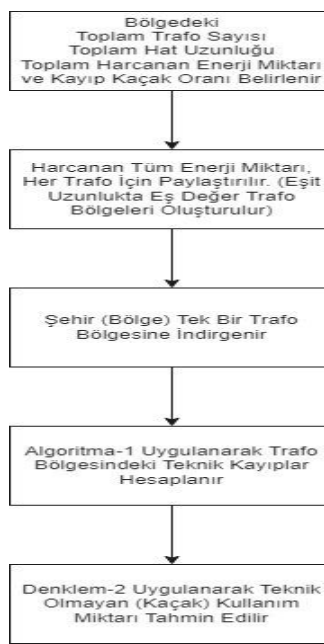 Bölgedeki
Toplam Trafo Sayısı
Toplam Hat Uzunluğu
Toplam Harcanan Enerji Miktarı
ve Kayıp Kaçak Oranı Belirlenir
Harcanan Tüm Enerji Miktarı,
Her Trafo İçin Paylaştırılır. (Eşit
Uzunlukta Eş Değer Trafo
Bölgeleri Oluşturulur)
Şehir (Bölge) Tek Bir Trafo
Bölgesine İndirgenir
Algoritma-1 Uygulanarak Trafo
Bölgesindeki Teknik Kayıplar
Hesaplanır
Denklem-2 Uygulanarak Teknik
Olmayan (Kaçak) Kullanım
Miktarı Tahmin Edilir